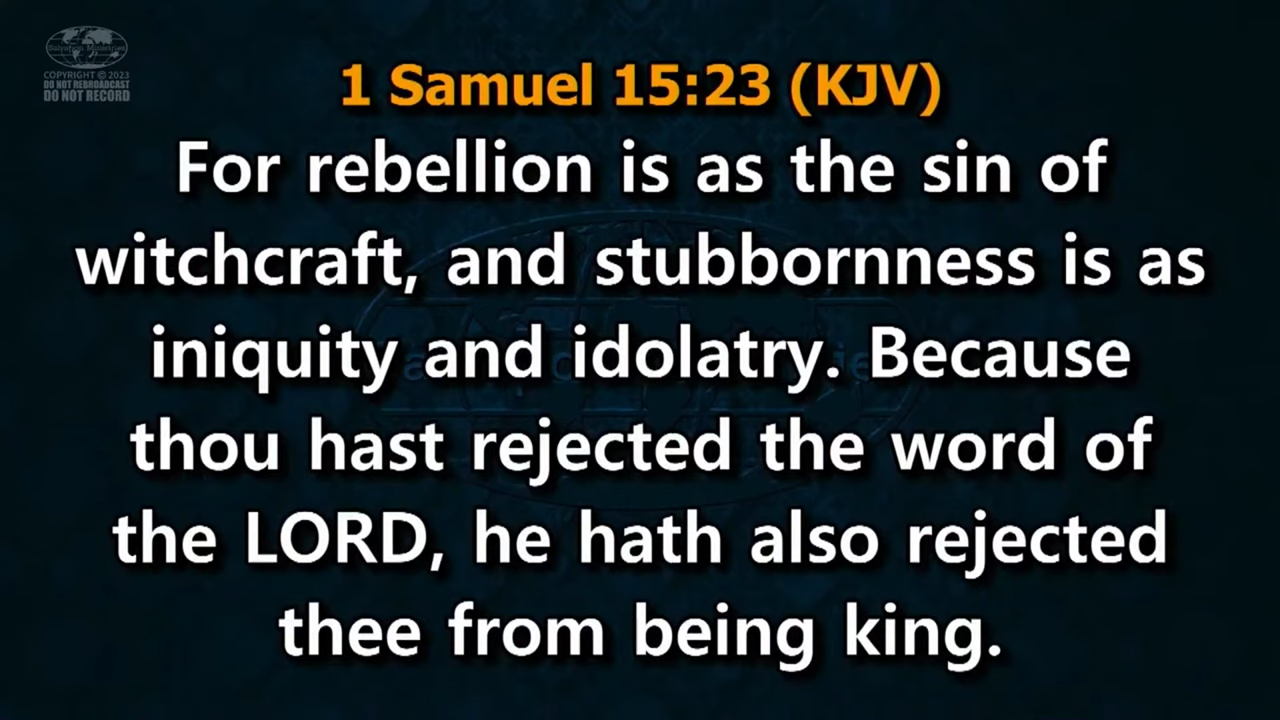 Salvation Ministries
COPYRIGHT © 2023
DO NOT REBROADCAST
DO NOT RECORD
1 Samuel 15:23 (KJV)
For rebellion is as the sin of
witchcraft, and stubbornness is as
iniquity and idolatry. Because
thou hast rejected the word of
the LORD, he hath also rejected
thee from being king.